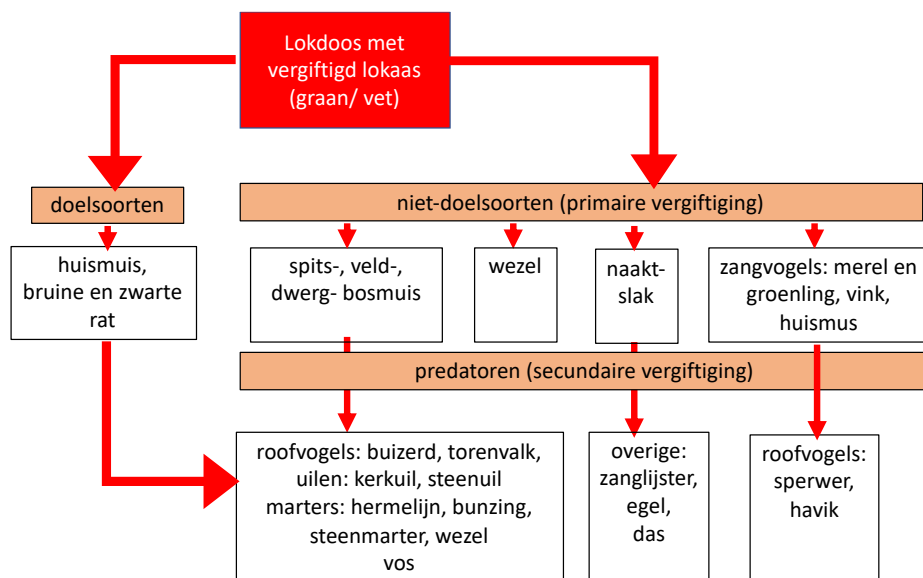 Lokdoos met
vergiftigd lokaas
(graan/ vet)
doelsoorten
niet-doelsoorten (primaire vergiftiging)
huismuis,
bruine en zwarte
rat
spits-, veld-,
dwerg- bosmuis
wezel
naakt-
slak
zangvogels: merel en
groenling, vink,
huismus
predatoren (secundaire vergiftiging)
roofvogels: buizerd, torenvalk,
uilen: kerkuil, steenuil
marters: hermelijn, bunzing,
steenmarter, wezel
vos
overige:
zanglijster,
egel,
das
roofvogels:
sperwer,
havik